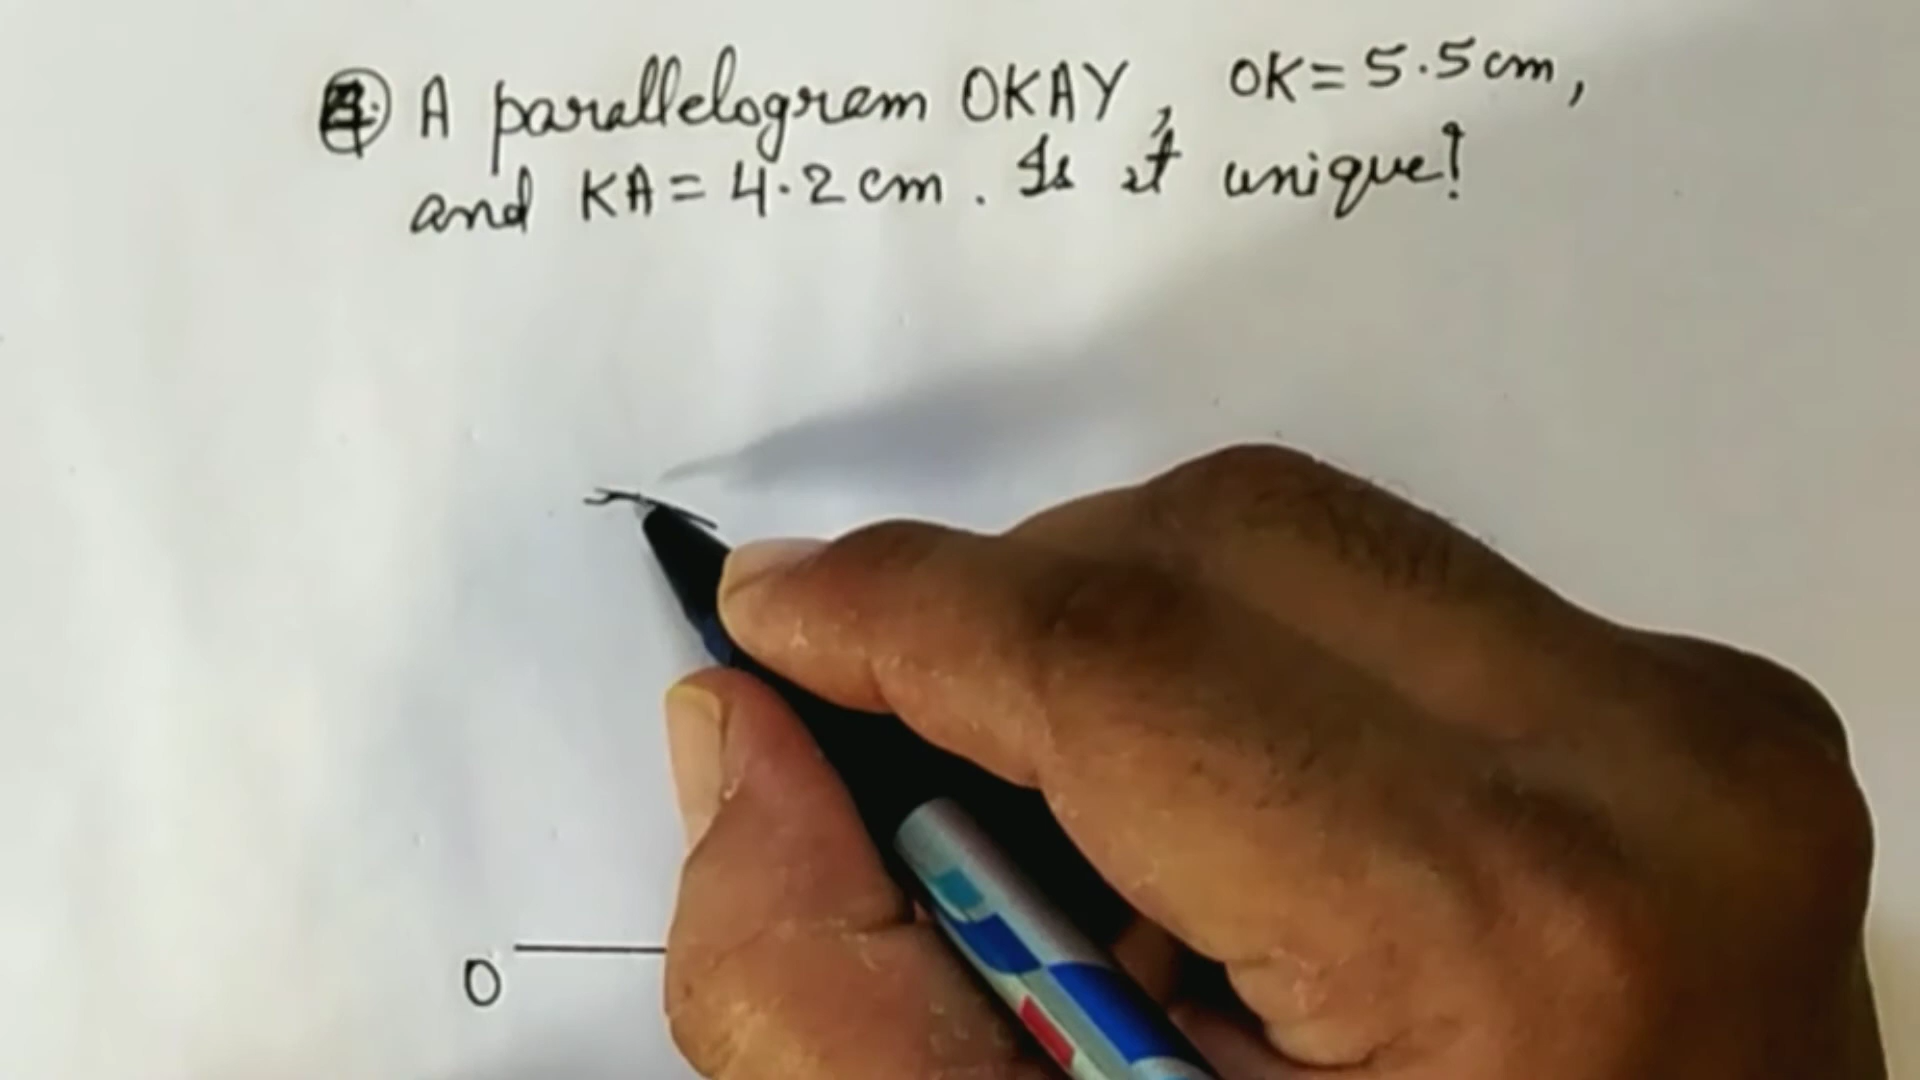 4. A parallelogram OKAY, OK = 5.5 cm,
and KA = 4.2 cm. Is it unique?
O